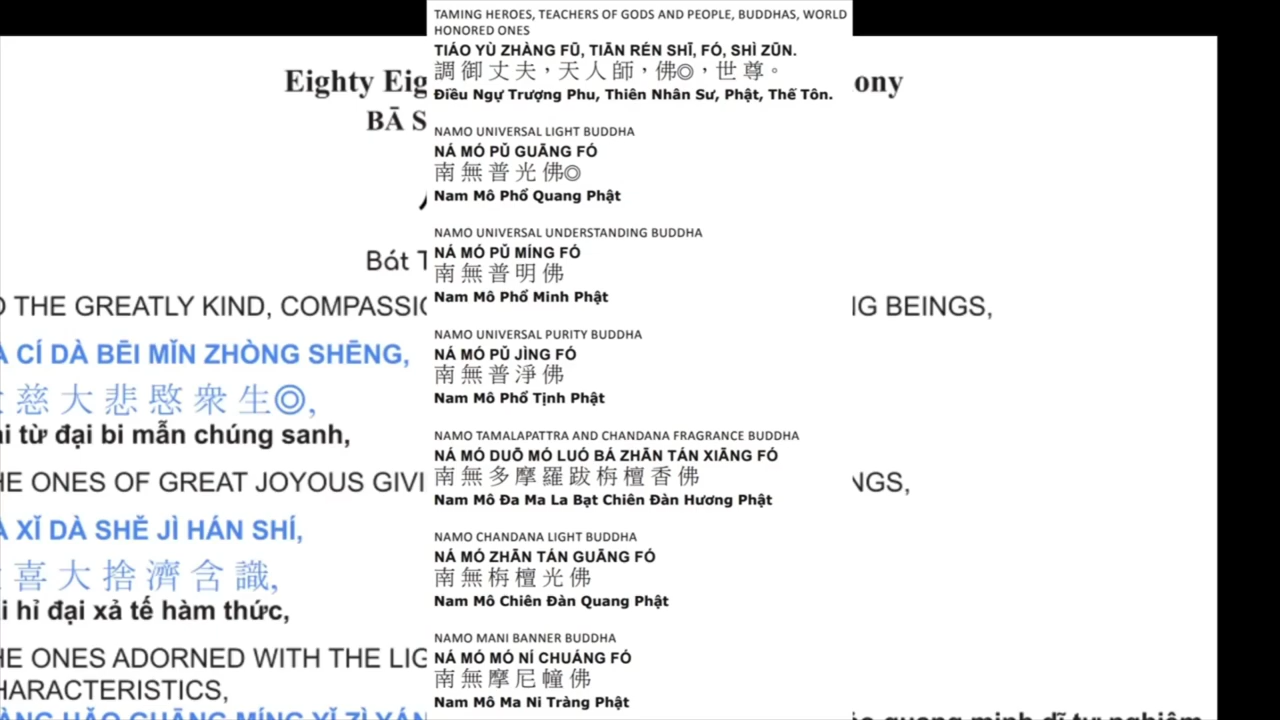 TAMING HEROES, TEACHERS OF GODS AND PEOPLE, BUDDHAS, WORLD
HONORED ONES
TIÁO YÙ ZHÀNG FŪ, TIĀN RÉN SHĪ, FÓ, SHÌ ZŪN.
調御丈夫，天人師，佛◎，世尊。
Điều Ngự Trượng Phu, Thiên Nhân Sư, Phật, Thế Tôn.
NAMO UNIVERSAL LIGHT BUDDHA
NÁ MÓ PǓ GUĀNG FÓ
南無普光佛◎
Nam Mô Phổ Quang Phật
NAMO UNIVERSAL UNDERSTANDING BUDDHA
NÁ MÓ PǓ MÍNG FÓ
南無普明佛
Nam Mô Phổ Minh Phật
NAMO UNIVERSAL PURITY BUDDHA
NÁ MÓ PǓ JÌNG FÓ
南無普淨佛
Nam Mô Phổ Tịnh Phật
NAMO TAMALAPATTRA AND CHANDANA FRAGRANCE BUDDHA
NÁ MÓ DUŌ MÓ LUÓ BÁ ZHĀN TÁN XIĀNG FÓ
南無多摩羅跋栴檀香佛
Nam Mô Đa Ma La Bạt Chiên Đàn Hương Phật
NAMO CHANDANA LIGHT BUDDHA
NÁ MÓ ZHĀN TÁN GUĀNG FÓ
南無栴檀光佛
Nam Mô Chiên Đàn Quang Phật
NAMO MANI BANNER BUDDHA
NÁ MÓ MÓ NÍ CHUÁNG FÓ
南無摩尼幢佛
Nam Mô Ma Ni Tràng Phật
Eighty Eig ony
BĀ S
Bát T
THE GREATLY KIND, COMPASSIO NG BEINGS,
CÍ DÀ BĒI MǏN ZHÒNG SHĒNG,
慈大悲愍衆生◎,
từ đại bi mẫn chúng sanh,
HE ONES OF GREAT JOYOUS GIVI NGS,
XǏ DÀ SHĚ JÌ HÁN SHÍ,
喜大捨濟含識,
hỉ đại xả tế hàm thức,
HE ONES ADORNED WITH THE LIG
HARACTERISTICS,
HǍO GUĀNG MÍNG YǏ ZÌ YÁN
quang minh dĩ tự nghiêm